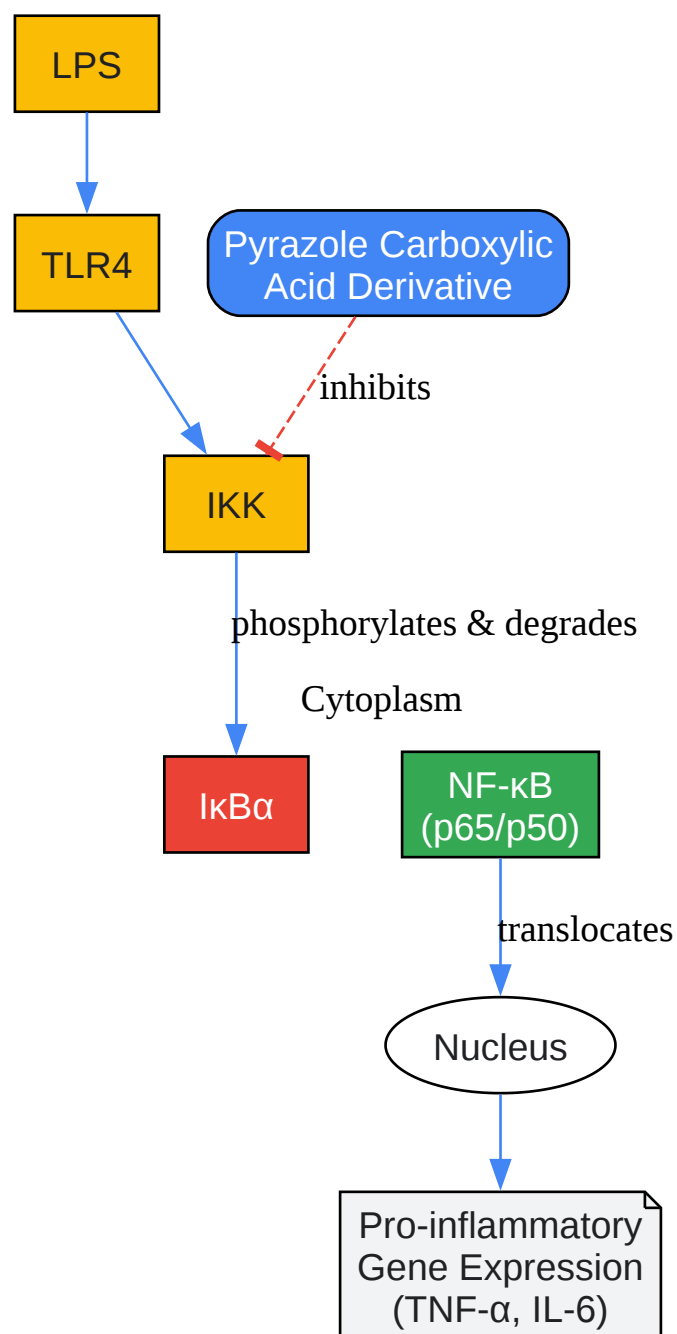 LPS
TLR4
Pyrazole Carboxylic
Acid Derivative
inhibits
IKK
phosphorylates & degrades
Cytoplasm
IκBα
NF-κB
(p65/p50)
translocates
Nucleus
Pro-inflammatory
Gene Expression
(TNF-α, IL-6)